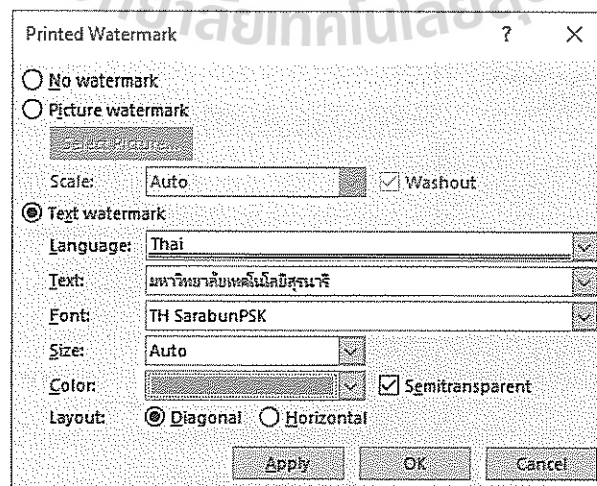 Printed Watermark ? ×
No watermark
Picture watermark
Select Picture...
Scale: Auto Washout
Text watermark
Language: Thai
Text: มหาวิทยาลัยเทคโนโลยีสุรนารี
Font: TH SarabunPSK
Size: Auto
Color: Semitransparent
Layout: Diagonal Horizontal
Apply OK Cancel